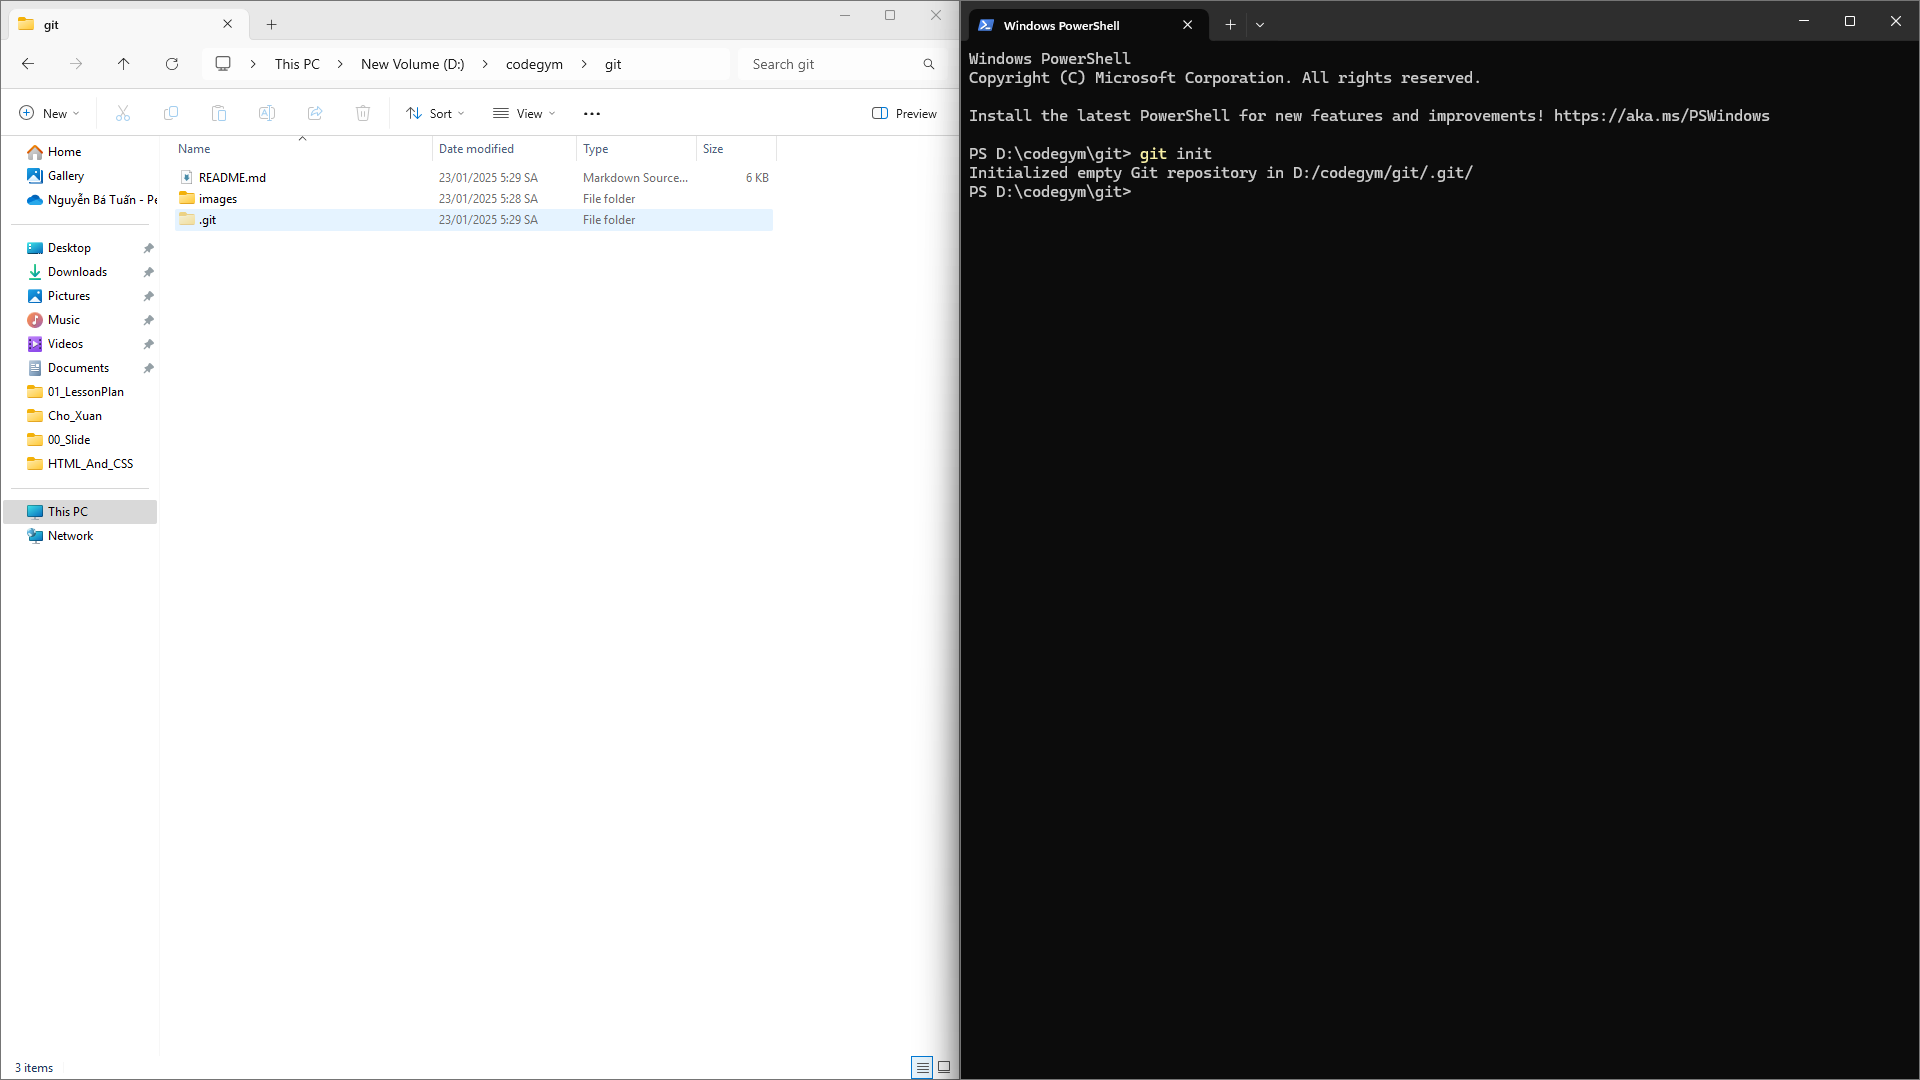 git
This PC
New Volume (D:)
codegym
git
Search git
New
Sort
View
Preview
Home
Gallery
Nguyễn Bá Tuấn - Pe
Desktop
Downloads
Pictures
Music
Videos
Documents
01_LessonPlan
Cho_Xuan
00_Slide
HTML_And_CSS
This PC
Network
Name Date modified Type Size
README.md 23/01/2025 5:29 SA Markdown Source... 6 KB
images 23/01/2025 5:28 SA File folder
.git 23/01/2025 5:29 SA File folder
3 items
Windows PowerShell
Windows PowerShell
Copyright (C) Microsoft Corporation. All rights reserved.
Install the latest PowerShell for new features and improvements! https://aka.ms/PSWindows
PS D:\codegym\git> git init
Initialized empty Git repository in D:/codegym/git/.git/
PS D:\codegym\git>